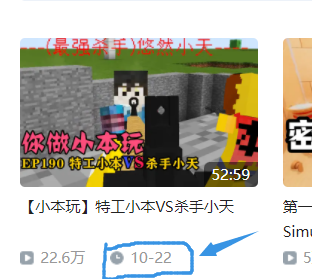 ---(最强杀手)悠然小天-----
你做小本玩
EP190 特工小本VS杀手小天
52:59
密
【小本玩】特工小本VS杀手小天
第一
Simu
22.6万
10-22
5